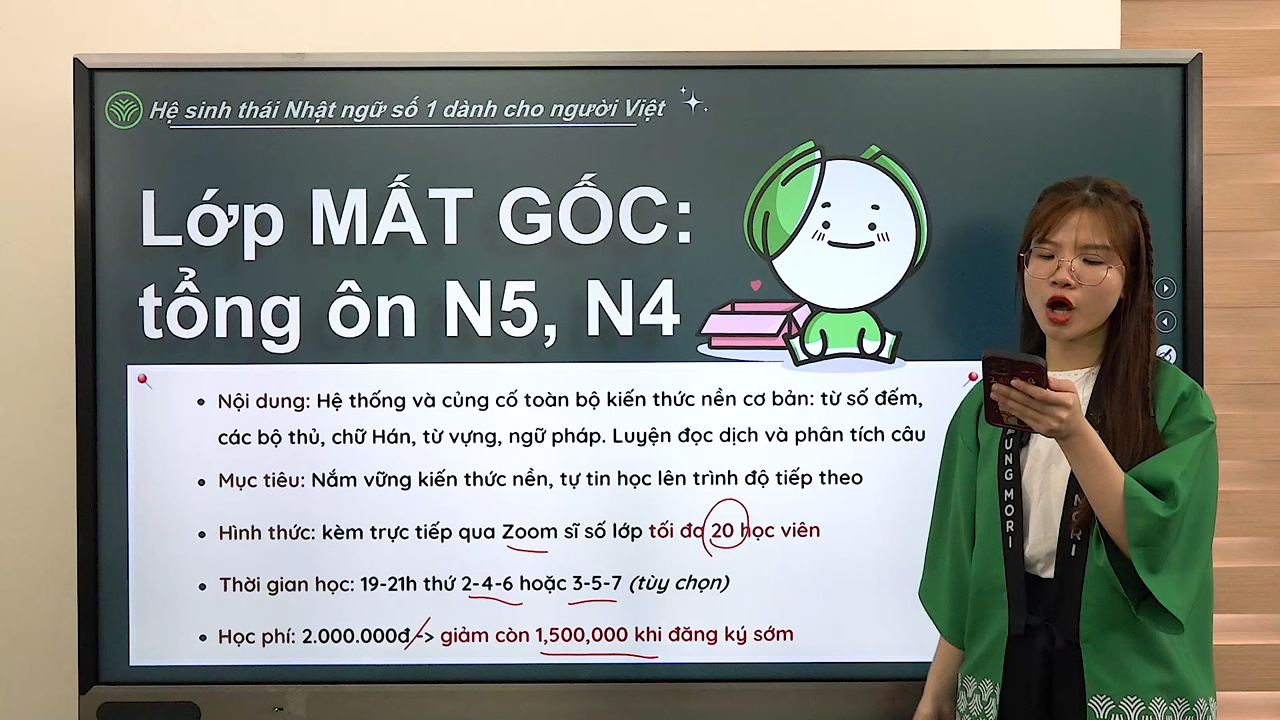 Hệ sinh thái Nhật ngữ số 1 dành cho người Việt
Lớp MẤT GỐC:
tổng ôn N5, N4
• Nội dung: Hệ thống và củng cố toàn bộ kiến thức nền cơ bản: từ số đếm,
các bộ thủ, chữ Hán, từ vựng, ngữ pháp. Luyện đọc dịch và phân tích câu
• Mục tiêu: Nắm vững kiến thức nền, tự tin học lên trình độ tiếp theo
• Hình thức: kèm trực tiếp qua Zoom sĩ số lớp tối đa 20 học viên
• Thời gian học: 19-21h thứ 2-4-6 hoặc 3-5-7 (tùy chọn)
• Học phí: 2.000.000đ -> giảm còn 1,500,000 khi đăng ký sớm
MORI
MORI